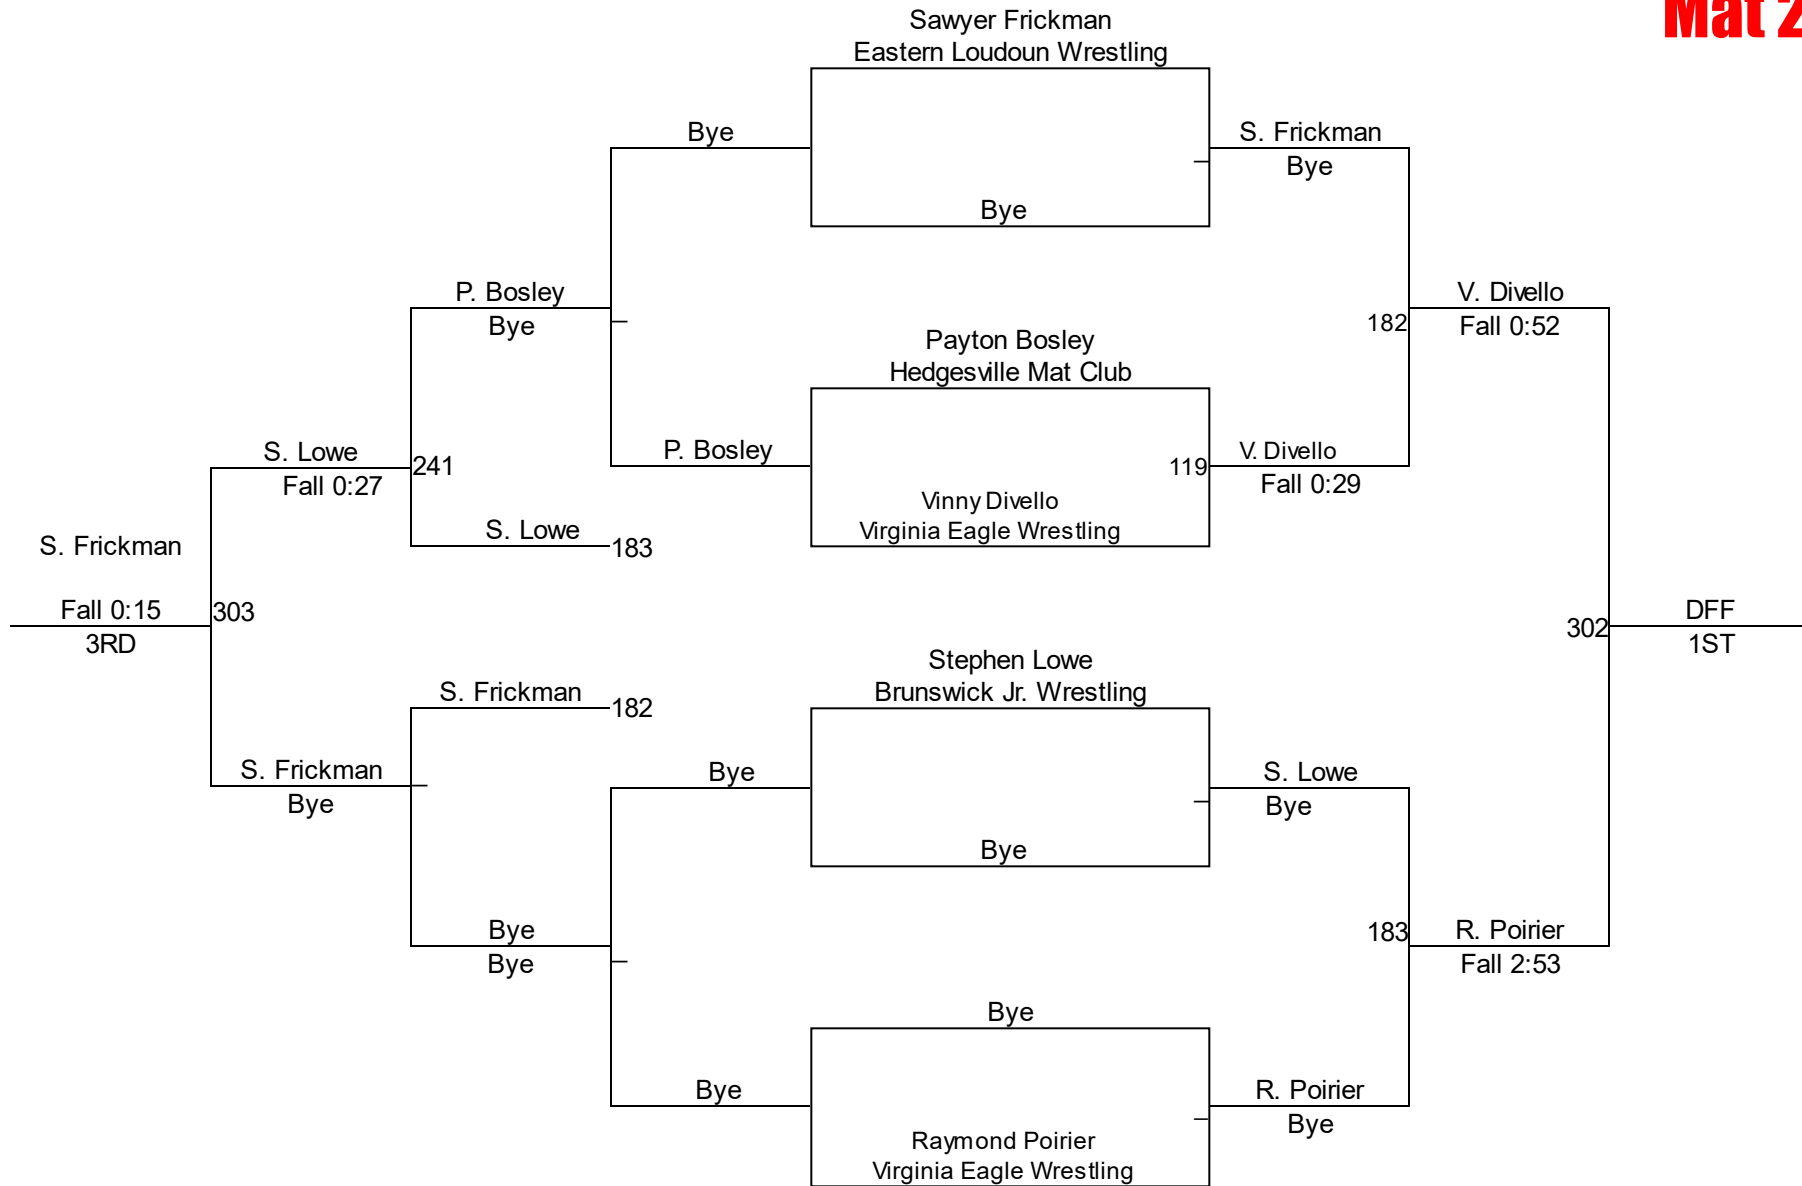 Mat 2
Sawyer Frickman
Eastern Loudoun Wrestling
Bye
S. Frickman
Bye
Bye
P. Bosley
Bye
V. Divello
182
Fall 0:52
Payton Bosley
Hedgesville Mat Club
S. Lowe
241
Fall 0:27
P. Bosley
119
V. Divello
Fall 0:29
Vinny Divello
Virginia Eagle Wrestling
S. Lowe
183
S. Frickman
Fall 0:15
303
3RD
302
DFF
1ST
Stephen Lowe
Brunswick Jr. Wrestling
S. Frickman
182
S. Frickman
Bye
Bye
S. Lowe
Bye
Bye
Bye
Bye
183
R. Poirier
Fall 2:53
Bye
Bye
R. Poirier
Bye
Raymond Poirier
Virginia Eagle Wrestling